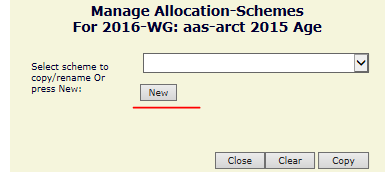 Manage Allocation-Schemes
For 2016-WG: aas-arct 2015 Age
Select scheme to
copy/rename Or
press New:
New
Close Clear Copy